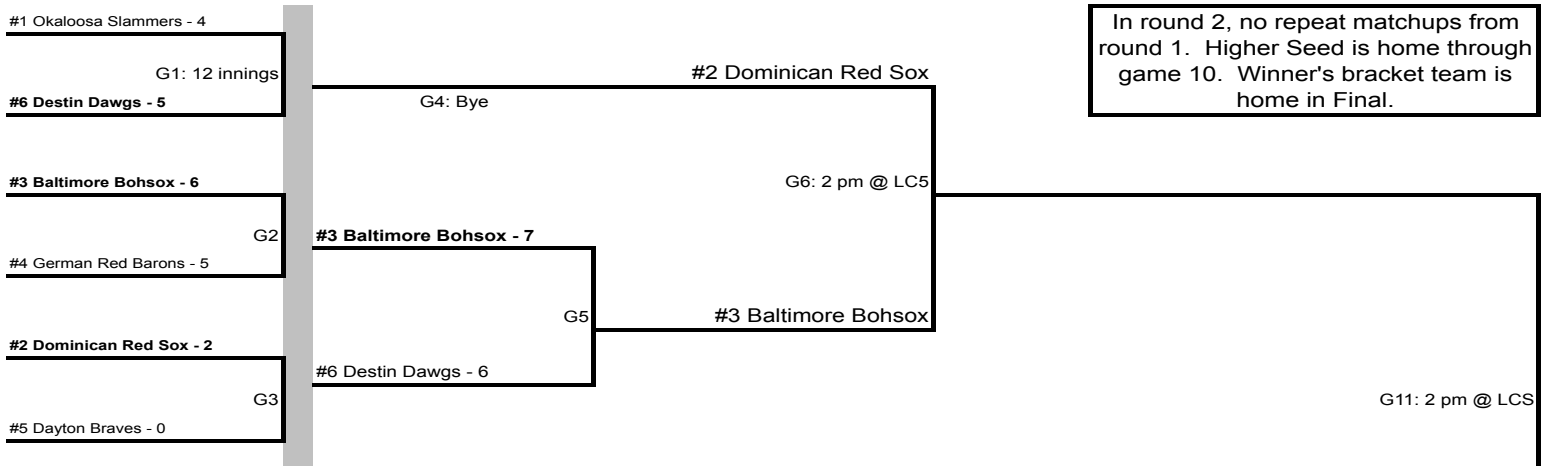 #1 Okaloosa Slammers - 4
G1: 12 innings
#6 Destin Dawgs - 5
#3 Baltimore Bohsox - 6
G2
#4 German Red Barons - 5
#2 Dominican Red Sox - 2
G3
#5 Dayton Braves - 0
#2 Dominican Red Sox
G4: Bye
G6: 2 pm @ LC5
#3 Baltimore Bohsox - 7
G5
#3 Baltimore Bohsox
#6 Destin Dawgs - 6
In round 2, no repeat matchups from
round 1. Higher Seed is home through
game 10. Winner's bracket team is
home in Final.
G11: 2 pm @ LCS